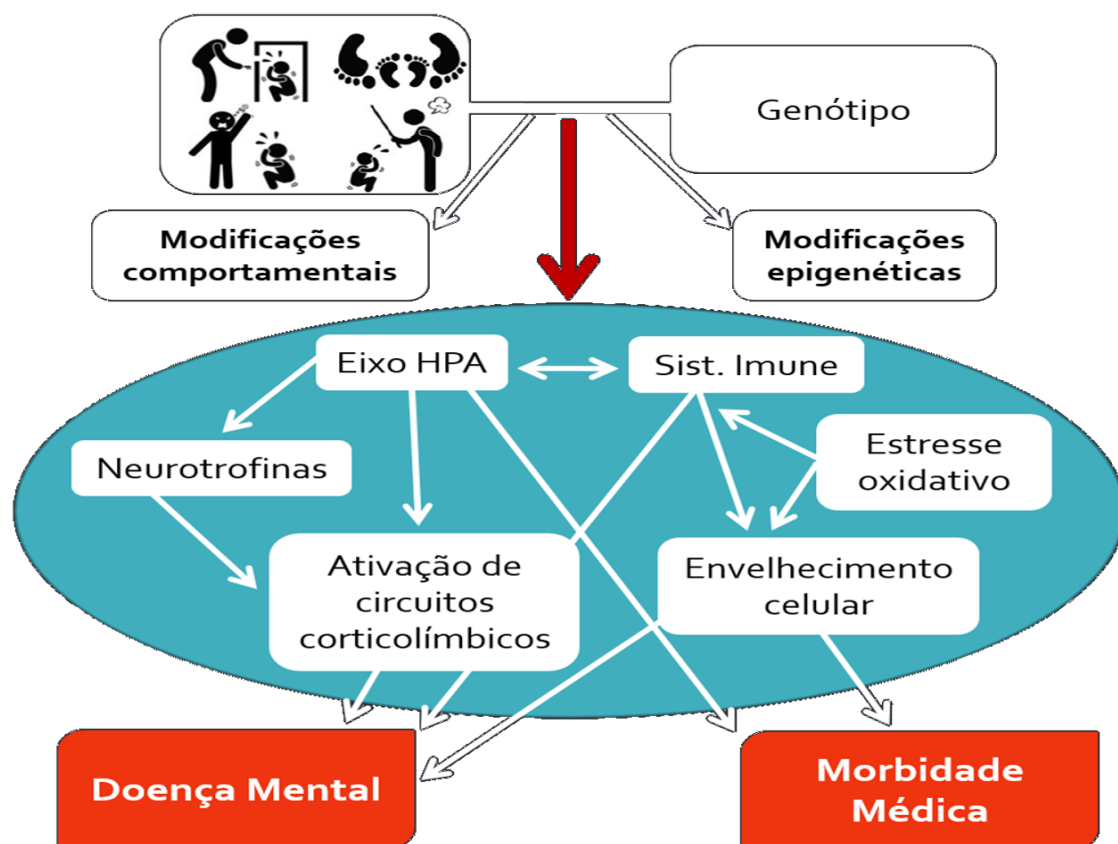 Genótipo
Modificações
comportamentais
Modificações
epigenéticas
Eixo HPA
Sist. Imune
Neurotrofinas
Estresse
oxidativo
Ativação de
circuitos
corticolímbicos
Envelhecimento
celular
Doença Mental
Morbidade
Médica